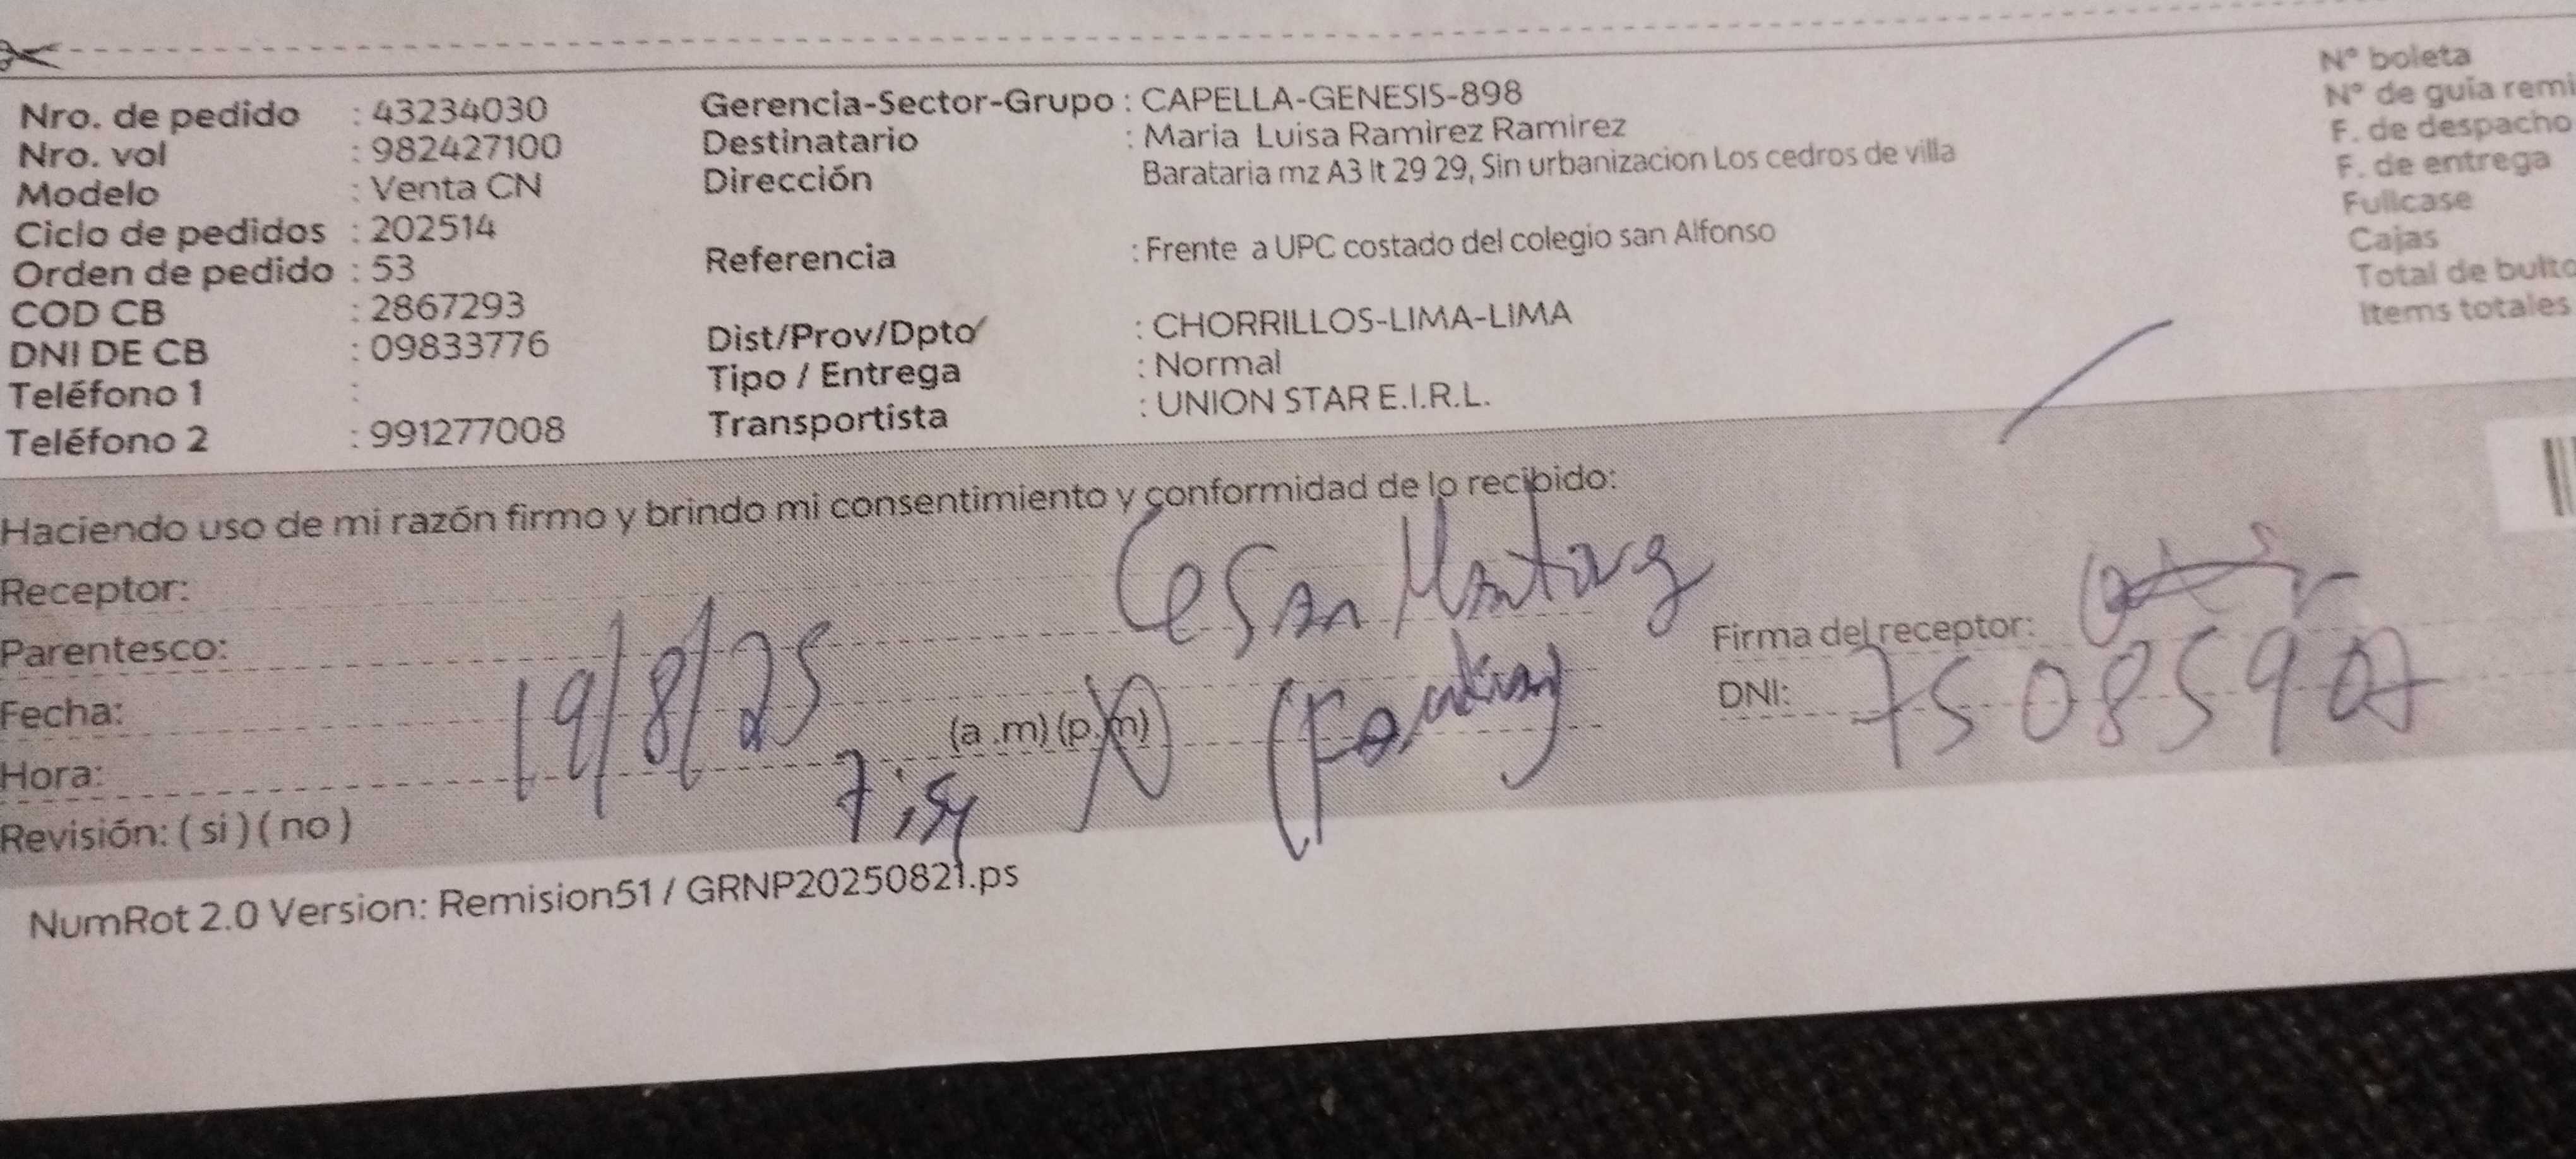 Nro. de pedido : 43234030
Nro. vol : 982427100
Modelo : Venta CN
Ciclo de pedidos : 202514
Orden de pedido : 53
COD CB : 2867293
DNI DE CB : 09833776
Teléfono 1 :
Teléfono 2 : 991277008
Gerencia-Sector-Grupo : CAPELLA-GENESIS-898
Destinatario : Maria Luisa Ramirez Ramirez
Dirección Barataria mz A3 lt 29 29, Sin urbanizacion Los cedros de villa
Referencia : Frente a UPC costado del colegio san Alfonso
Dist/Prov/Dpto : CHORRILLOS-LIMA-LIMA
Tipo / Entrega : Normal
Transportista : UNION STAR E.I.R.L.
N° boleta
N° de guía remi
F. de despacho
F. de entrega
Fullcase
Cajas
Total de bulto
Items totales
Haciendo uso de mi razón firmo y brindo mi consentimiento y conformidad de lo recibido:
Receptor: Cesar
Parentesco:
Fecha: 19/8/25
Hora: (a .m) (p. m)
Revisión: ( si ) ( no )
Firma del receptor:
DNI:
NumRot 2.0 Version: Remision51 / GRNP20250821.ps